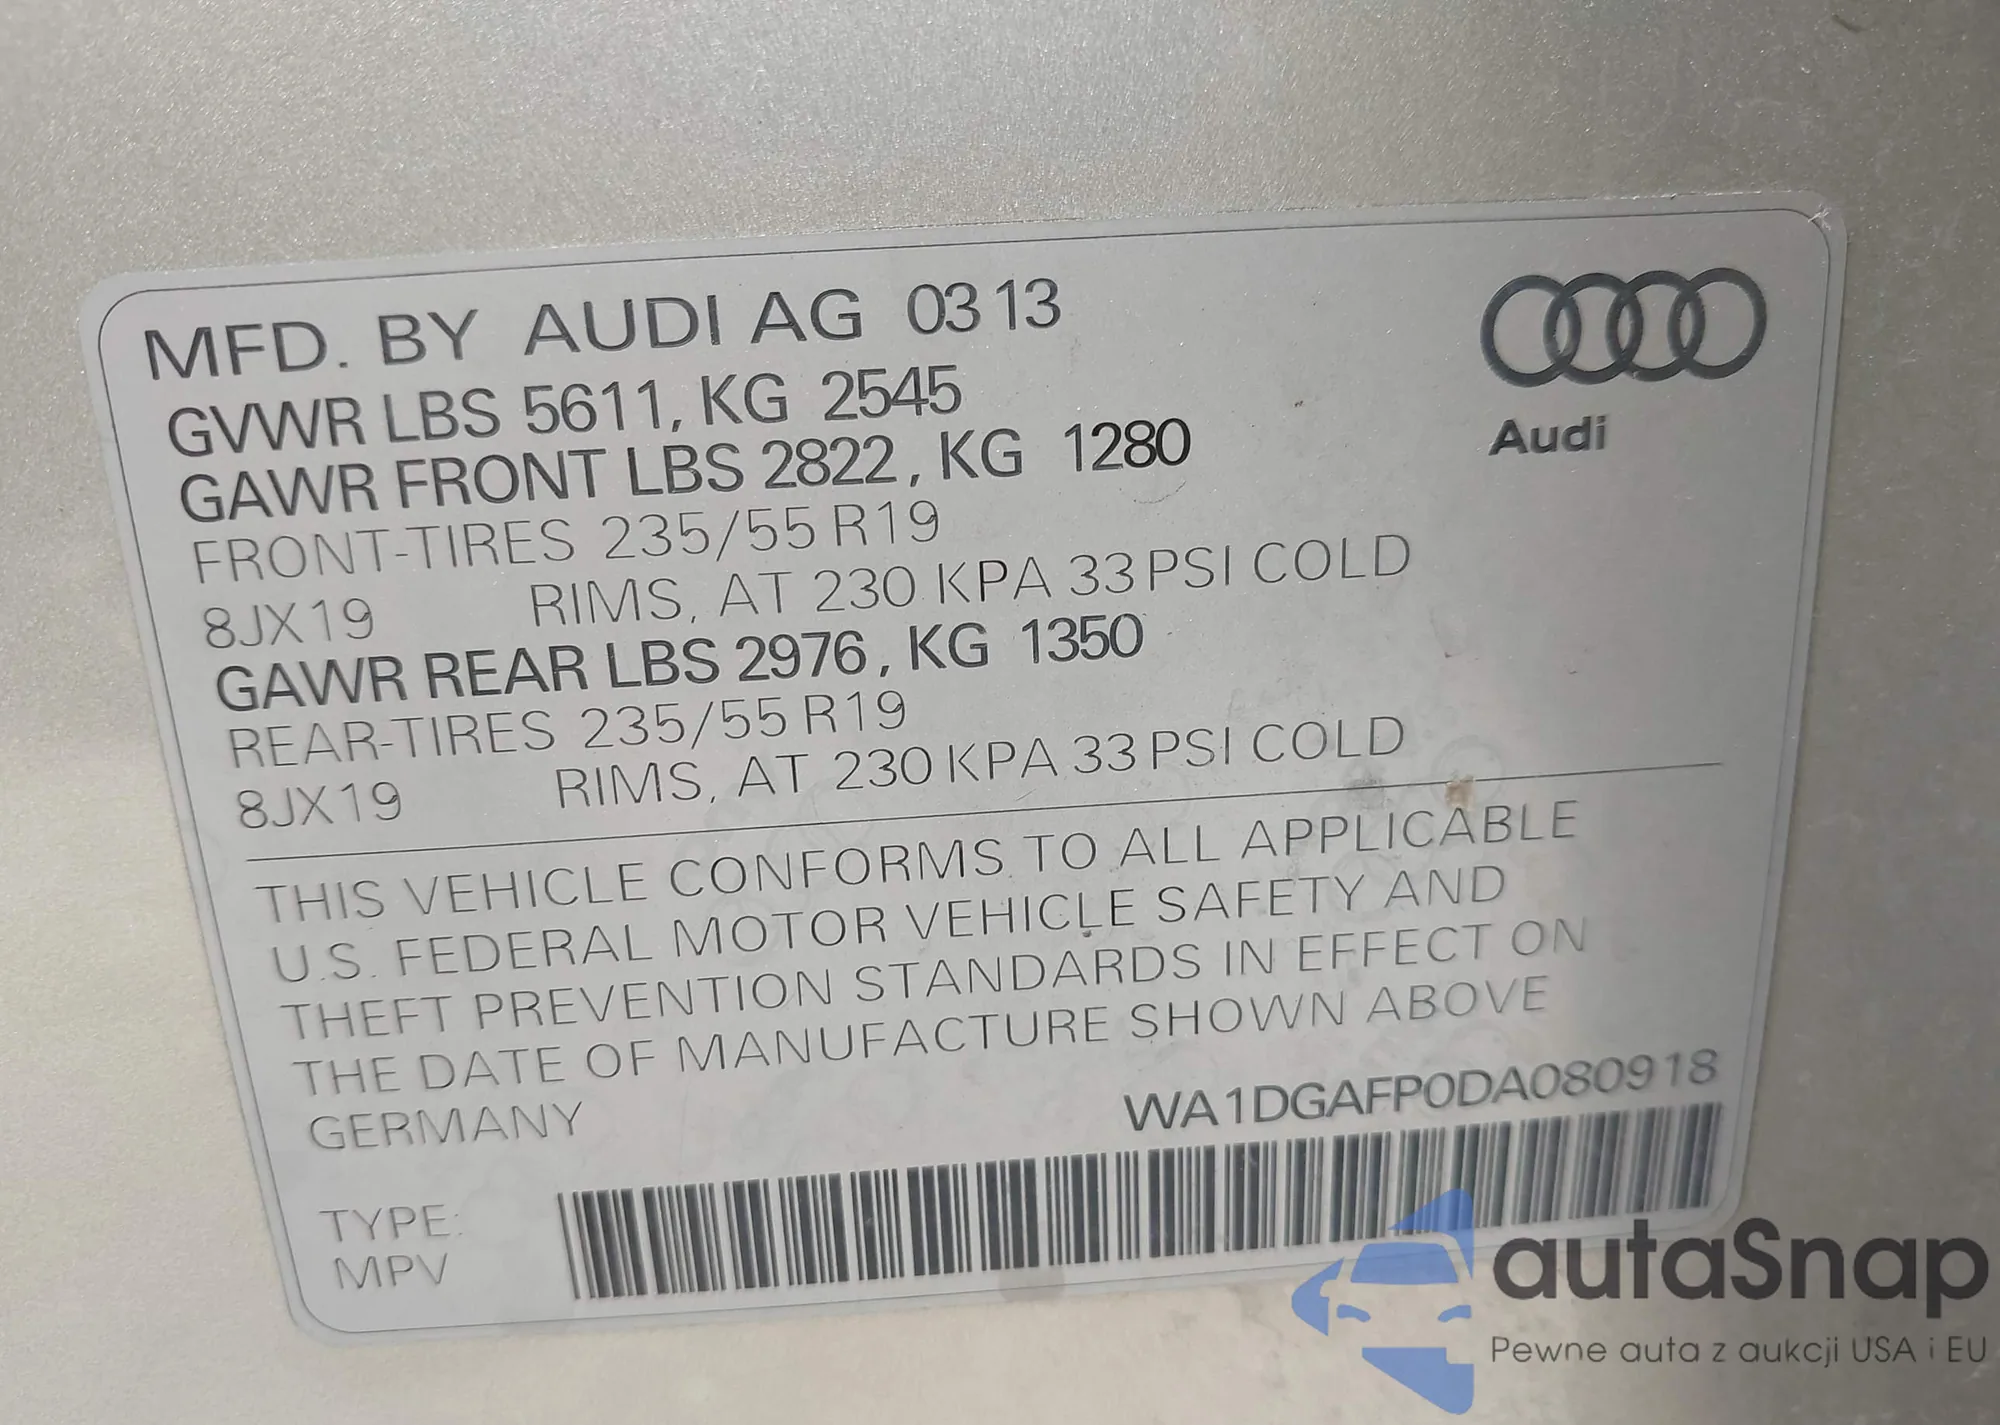 MFD. BY AUDI AG 03 13
GVWR LBS 5611, KG 2545
GAWR FRONT LBS 2822, KG 1280
FRONT-TIRES 235/55 R19
8JX19 RIMS, AT 230 KPA 33 PSI COLD
GAWR REAR LBS 2976, KG 1350
REAR-TIRES 235/55 R19
8JX19 RIMS, AT 230 KPA 33 PSI COLD
Audi
THIS VEHICLE CONFORMS TO ALL APPLICABLE
U.S. FEDERAL MOTOR VEHICLE SAFETY AND
THEFT PREVENTION STANDARDS IN EFFECT ON
THE DATE OF MANUFACTURE SHOWN ABOVE
GERMANY
WA1DGAFP0DA080918
TYPE:
MPV
autaSnap
Pewne auta z aukcji USA i EU